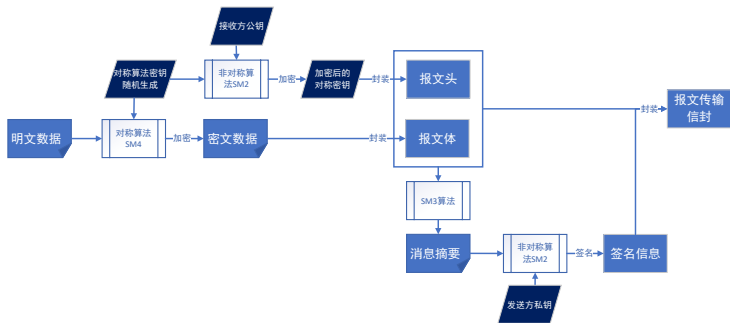 接收方公钥
对称算法密钥
随机生成
非对称算
法SM2
加密
加密后的
对称密钥
封装
报文头
明文数据
对称算法
SM4
加密
密文数据
封装
报文体
封装
报文传输
信封
SM3算法
消息摘要
非对称算
法SM2
签名
签名信息
发送方私钥